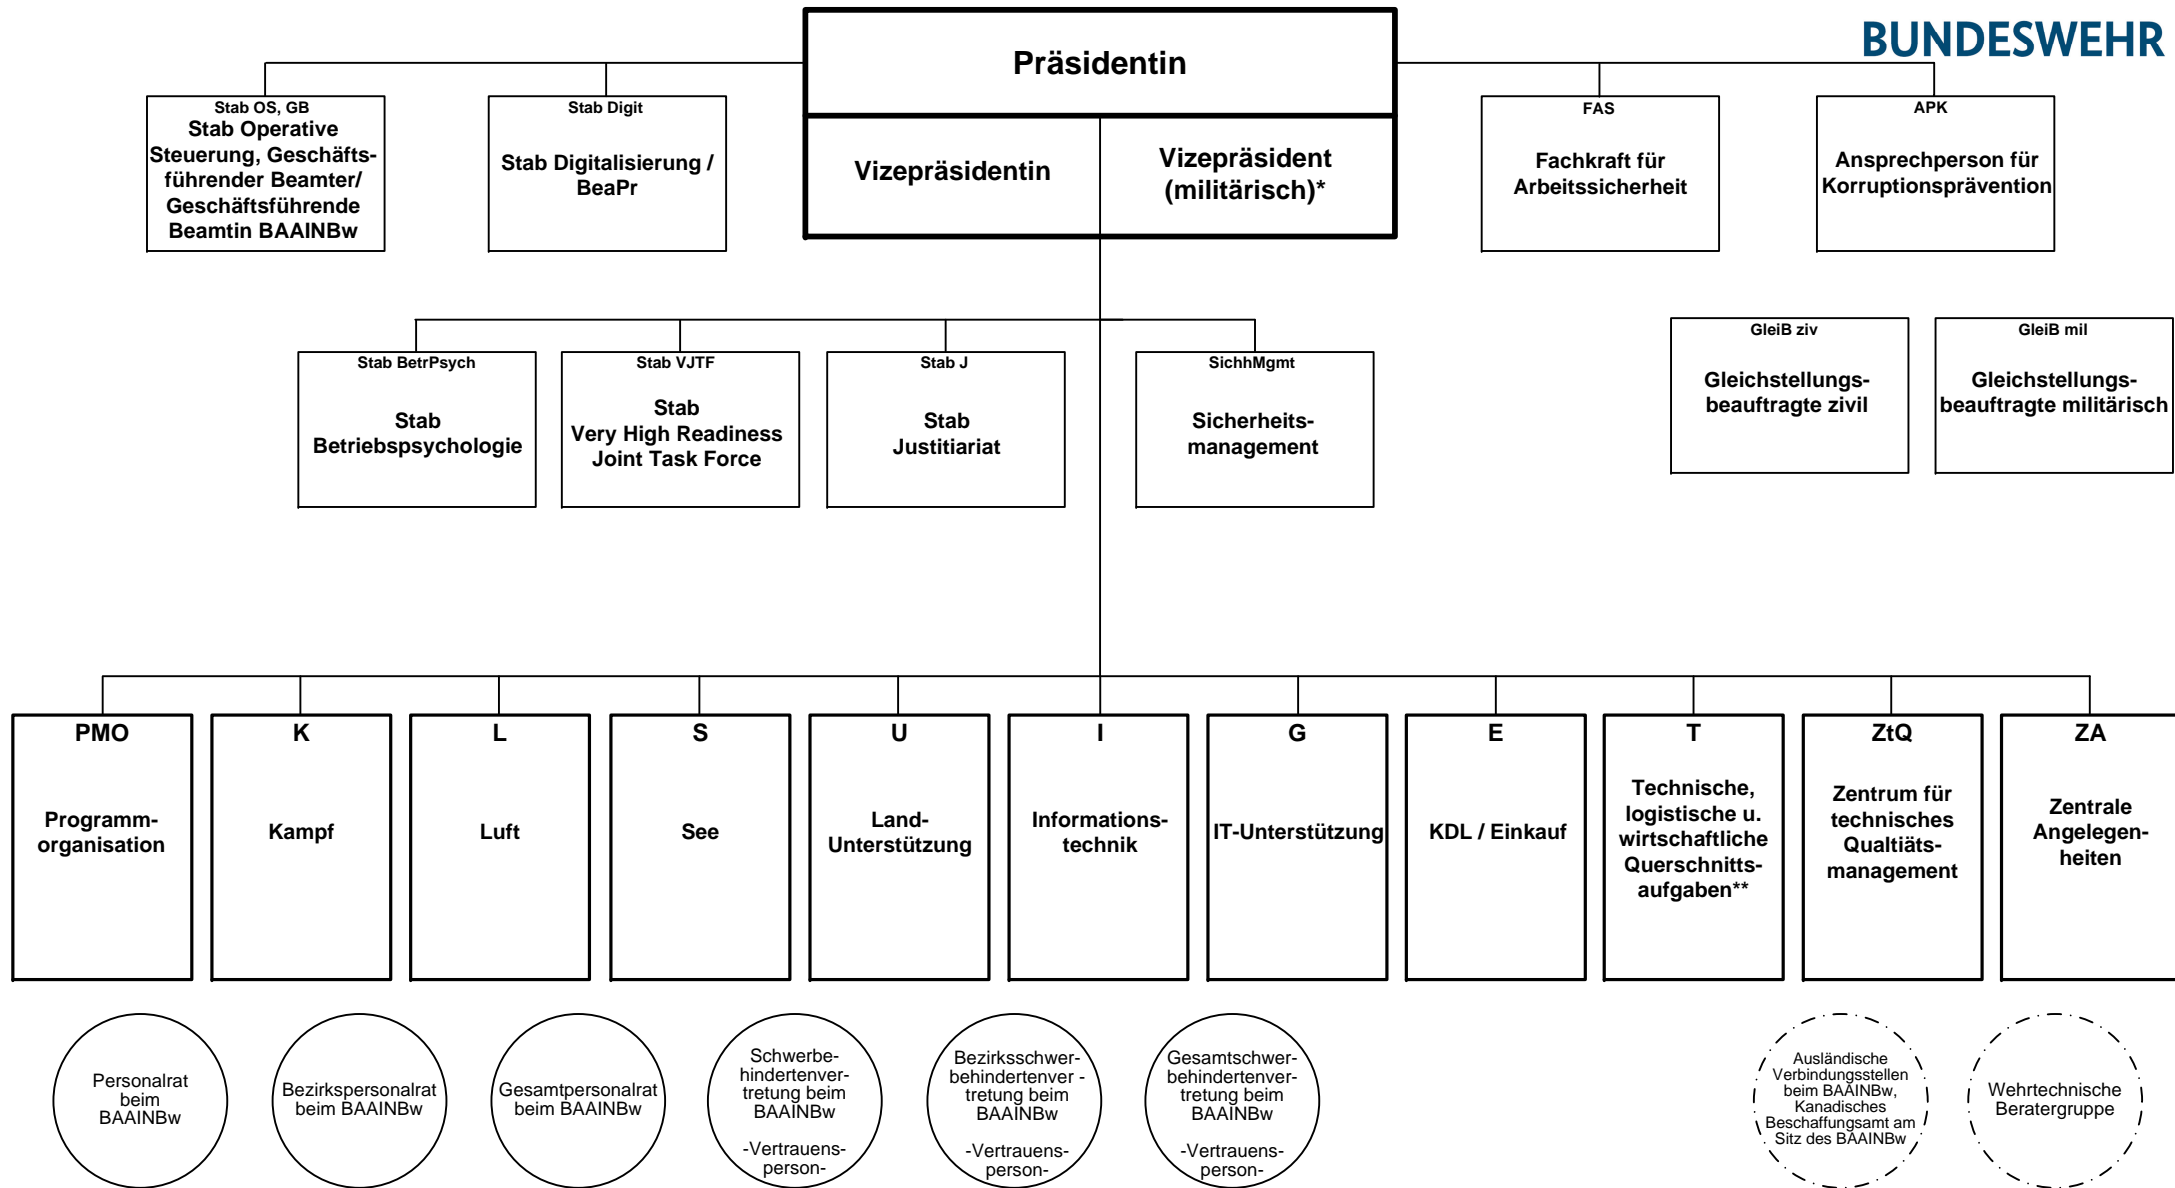 BUNDESWEHR
Präsidentin
Vizepräsidentin
Vizepräsident
(militärisch)*
Stab OS, GB
Stab Operative
Steuerung, Geschäfts-
führender Beamter/
Geschäftsführende
Beamtin BAAINBw
Stab Digit
Stab Digitalisierung /
BeaPr
FAS
Fachkraft für
Arbeitssicherheit
APK
Ansprechperson für
Korruptionsprävention
Stab BetrPsych
Stab
Betriebspsychologie
Stab VJTF
Stab
Very High Readiness
Joint Task Force
Stab J
Stab
Justitiariat
SichhMgmt
Sicherheits-
management
GleiB ziv
Gleichstellungs-
beauftragte zivil
GleiB mil
Gleichstellungs-
beauftragte militärisch
PMO
Programm-
organisation
K
Kampf
L
Luft
S
See
U
Land-
Unterstützung
I
Informations-
technik
G
IT-Unterstützung
E
KDL / Einkauf
T
Technische,
logistische u.
wirtschaftliche
Querschnitts-
aufgaben**
ZtQ
Zentrum für
technisches
Qualtiäts-
management
ZA
Zentrale
Angelegen-
heiten
Personalrat
beim
BAAINBw
Bezirkspersonalrat
beim BAAINBw
Gesamtpersonalrat
beim BAAINBw
Schwerbe-
hindertenver-
tretung beim
BAAINBw
-Vertrauens-
person-
Bezirksschwer-
behindertenver -
tretung beim
BAAINBw
-Vertrauens-
person-
Gesamtschwer-
behindertenver-
tretung beim
BAAINBw
-Vertrauens-
person-
Ausländische
Verbindungsstellen
beim BAAINBw,
Kanadisches
Beschaffungsamt am
Sitz des BAAINBw
Wehrtechnische
Beratergruppe